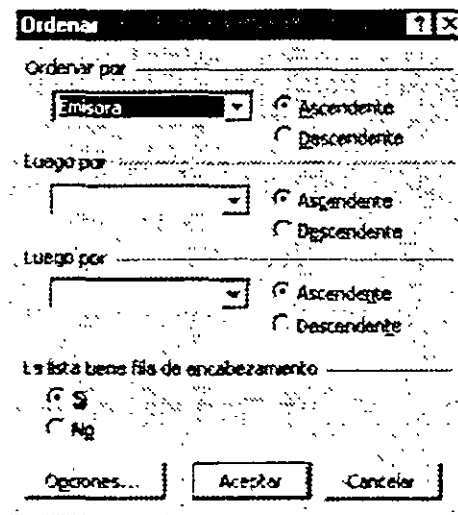 Ordenar
Ordenar por
Emisora
Ascendente
Descendente
Luego por
Ascendente
Descendente
Luego por
Ascendente
Descendente
La lista tiene fila de encabezamiento
Sí
No
Opciones... Aceptar Cancelar